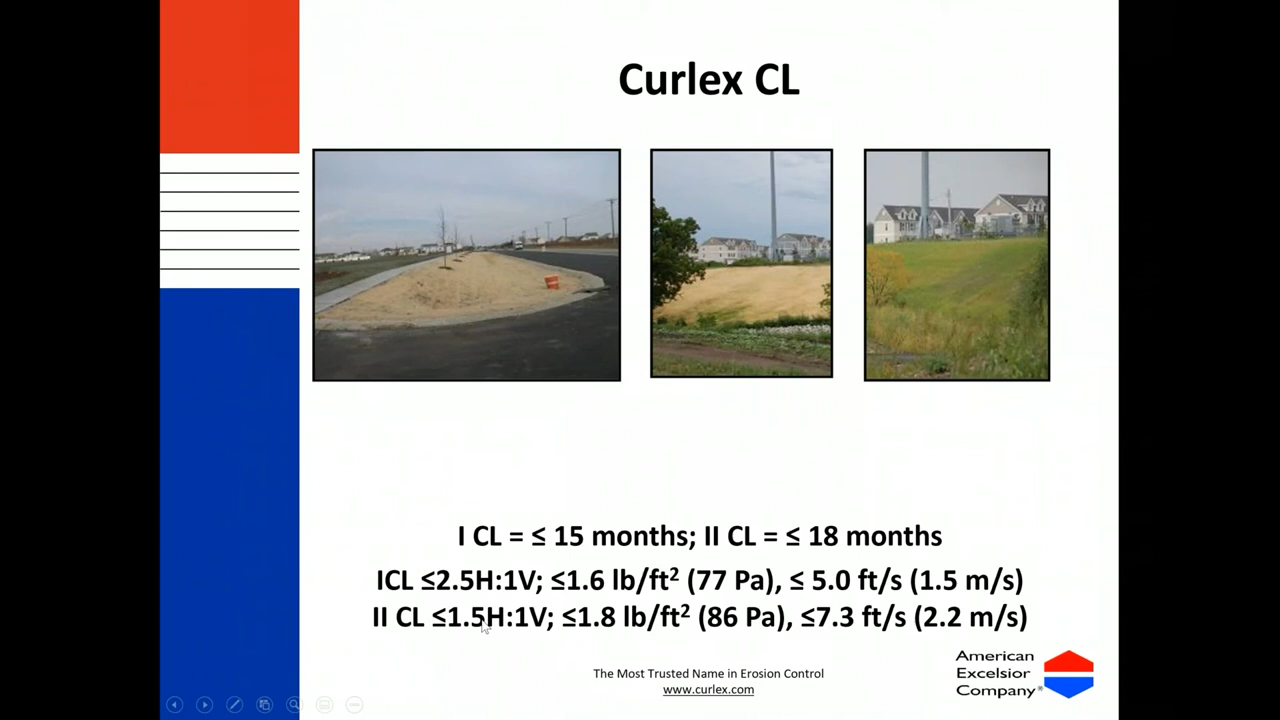 Curlex CL
I CL = ≤ 15 months; II CL = ≤ 18 months
ICL ≤2.5H:1V; ≤1.6 lb/ft² (77 Pa), ≤ 5.0 ft/s (1.5 m/s)
II CL ≤1.5H:1V; ≤1.8 lb/ft² (86 Pa), ≤7.3 ft/s (2.2 m/s)
The Most Trusted Name in Erosion Control
www.curlex.com
American
Excelsior
Company®